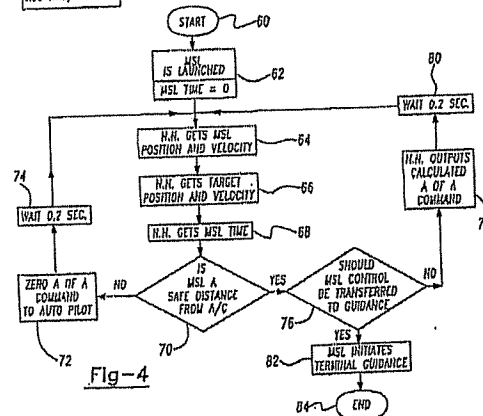 START
60
MSL
IS LAUNCHED
MSL TIME = 0
62
80
WAIT 0.2 SEC.
N.N. GETS MSL
POSITION AND VELOCITY
64
N.N. GETS TARGET
POSITION AND VELOCITY
66
N.N. GETS MSL TIME
68
74
WAIT 0.2 SEC.
N.N. OUTPUTS
CALCULATED
A OF A
COMMAND
ZERO A OF A
COMMAND
TO AUTO PILOT
72
NO
IS
MSL A
SAFE DISTANCE
FROM A/C
70
YES
SHOULD
MSL CONTROL
BE TRANSFERRED
TO GUIDANCE
76
NO
YES
82
MSL INITIATES
TERMINAL GUIDANCE
84
END
Fig-4